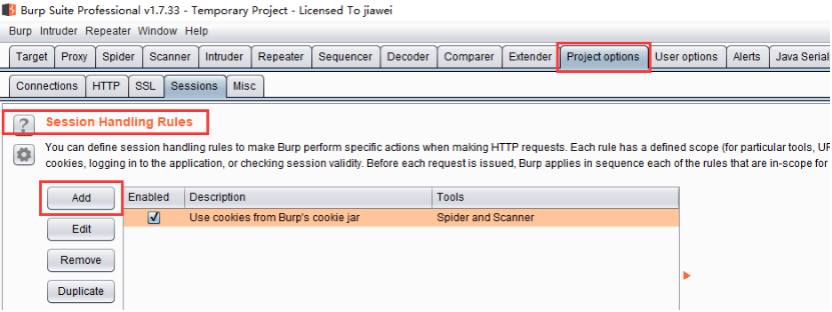 Burp Suite Professional v1.7.33 - Temporary Project - Licensed To jiawei
Burp Intruder Repeater Window Help
Target Proxy Spider Scanner Intruder Repeater Sequencer Decoder Comparer Extender Project options User options Alerts Java Serial
Connections HTTP SSL Sessions Misc
? Session Handling Rules
You can define session handling rules to make Burp perform specific actions when making HTTP requests. Each rule has a defined scope (for particular tools, UR
cookies, logging in to the application, or checking session validity. Before each request is issued, Burp applies in sequence each of the rules that are in-scope for
Add Enabled Description Tools
Use cookies from Burp's cookie jar Spider and Scanner
Edit
Remove
Duplicate